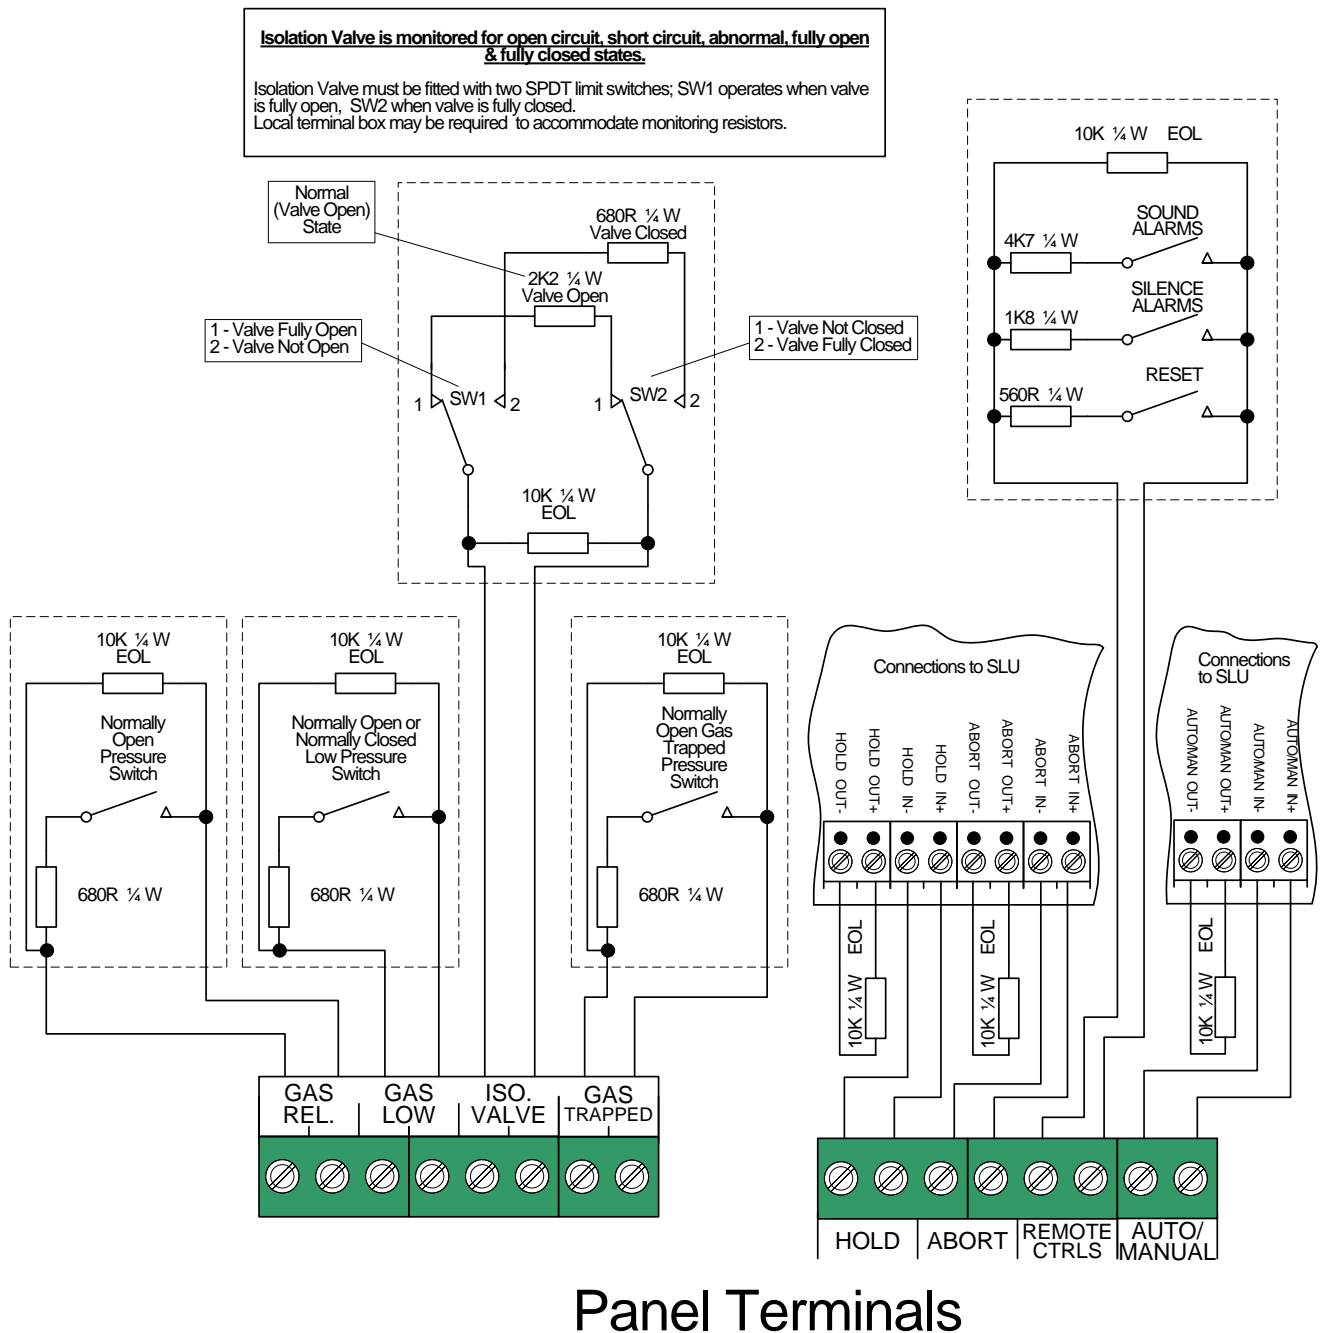 Isolation Valve is monitored for open circuit, short circuit, abnormal, fully open
& fully closed states.
Isolation Valve must be fitted with two SPDT limit switches; SW1 operates when valve
is fully open, SW2 when valve is fully closed.
Local terminal box may be required to accommodate monitoring resistors.
Normal
(Valve Open)
State
680R ¼ W
Valve Closed
2K2 ¼ W
Valve Open
1 - Valve Fully Open
2 - Valve Not Open
1 - Valve Not Closed
2 - Valve Fully Closed
1
SW1
2
1
SW2
2
10K ¼ W
EOL
10K ¼ W EOL
SOUND
ALARMS
4K7 ¼ W
SILENCE
ALARMS
1K8 ¼ W
RESET
560R ¼ W
10K ¼ W
EOL
Normally
Open
Pressure
Switch
680R ¼ W
10K ¼ W
EOL
Normally Open or
Normally Closed
Low Pressure
Switch
680R ¼ W
10K ¼ W
EOL
Normally
Open Gas
Trapped
Pressure
Switch
680R ¼ W
Connections to SLU
HOLD OUT-
HOLD OUT+
HOLD IN-
HOLD IN+
ABORT OUT-
ABORT OUT+
ABORT IN-
ABORT IN+
10K ¼ W EOL
10K ¼ W EOL
Connections
to SLU
AUTO/MAN OUT-
AUTO/MAN OUT+
AUTO/MAN IN-
AUTO/MAN IN+
10K ¼ W EOL
GAS
REL.
GAS
LOW
ISO.
VALVE
GAS
TRAPPED
HOLD
ABORT
REMOTE
CTRLS
AUTO/
MANUAL
Panel Terminals